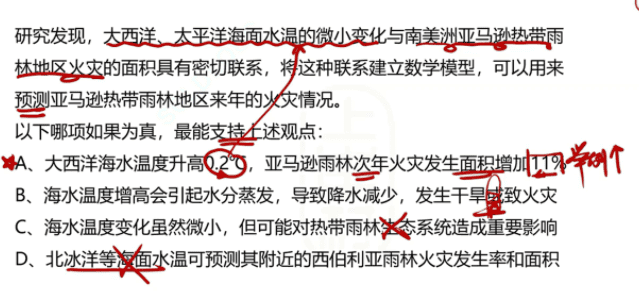 研究发现，大西洋、太平洋海面水温的微小变化与南美洲亚马逊热带雨
林地区火灾的面积具有密切联系，将这种联系建立数学模型，可以用来
预测亚马逊热带雨林地区来年的火灾情况。
以下哪项如果为真，最能支持上述观点：
A、大西洋海水温度升高0.2℃，亚马逊雨林次年火灾发生面积增加11% 举例个
B、海水温度增高会引起水分蒸发，导致降水减少，发生干旱或致火灾
C、海水温度变化虽然微小，但可能对热带雨林生态系统造成重要影响
D、北冰洋等海面水温可预测其附近的西伯利亚雨林火灾发生率和面积